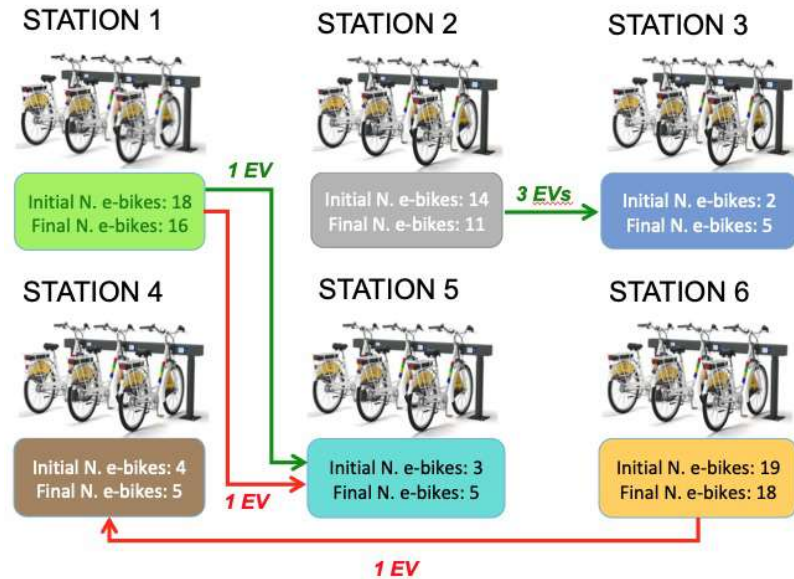 STATION 1
STATION 2
STATION 3
1 EV
Initial N. e-bikes: 18
Final N. e-bikes: 16
Initial N. e-bikes: 14
Final N. e-bikes: 11
3 EVs
Initial N. e-bikes: 2
Final N. e-bikes: 5
STATION 4
STATION 5
STATION 6
Initial N. e-bikes: 4
Final N. e-bikes: 5
1 EV
Initial N. e-bikes: 3
Final N. e-bikes: 5
Initial N. e-bikes: 19
Final N. e-bikes: 18
1 EV